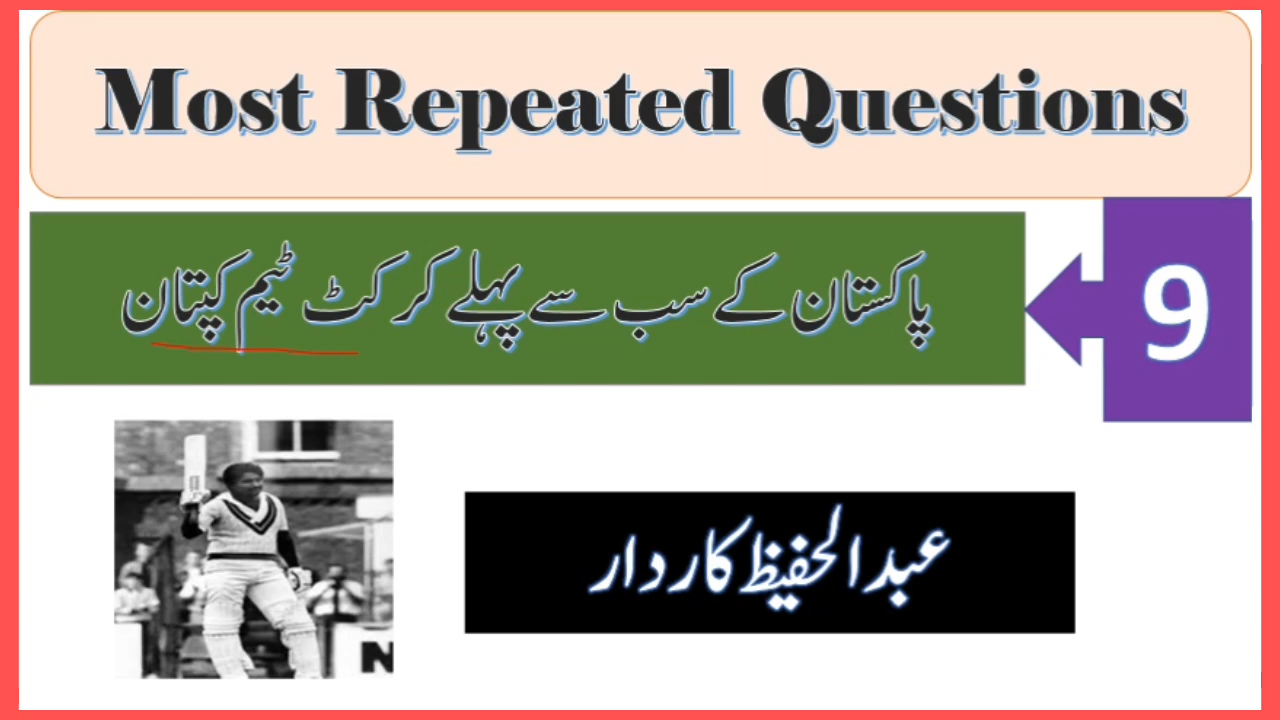 Most Repeated Questions
9
پاکستان کے سب سے پہلے کرکٹ ٹیم کپتان
عبدالحفیظ کاردار
N